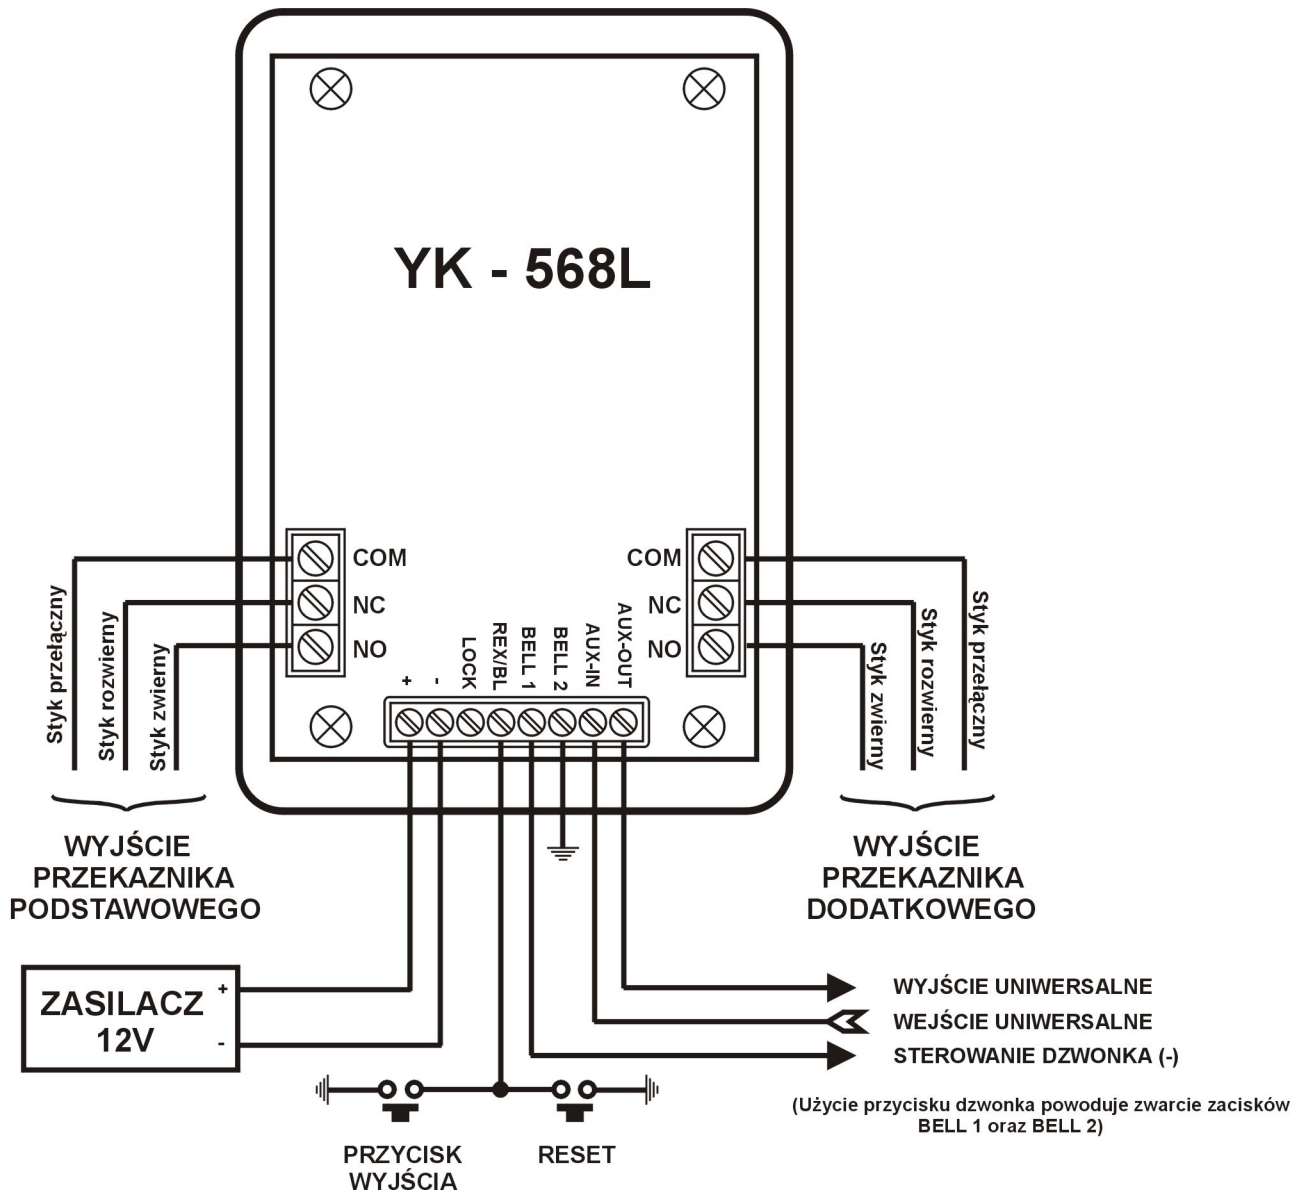 YK - 568L
COM
NC
NO
COM
NC
NO
Styk przełączny
Styk rozwierny
Styk zwierny
+
-
LOCK
REX/BL
BELL 1
BELL 2
AUX-IN
AUX-OUT
Styk zwierny
Styk rozwierny
Styk przełączny
WYJŚCIE
PRZEKAZNIKA
PODSTAWOWEGO
WYJŚCIE
PRZEKAZNIKA
DODATKOWEGO
ZASILACZ
12V
+
-
WYJŚCIE UNIWERSALNE
WEJŚCIE UNIWERSALNE
STEROWANIE DZWONKA (-)
(Użycie przycisku dzwonka powoduje zwarcie zacisków
BELL 1 oraz BELL 2)
PRZYCISK
WYJŚCIA
RESET